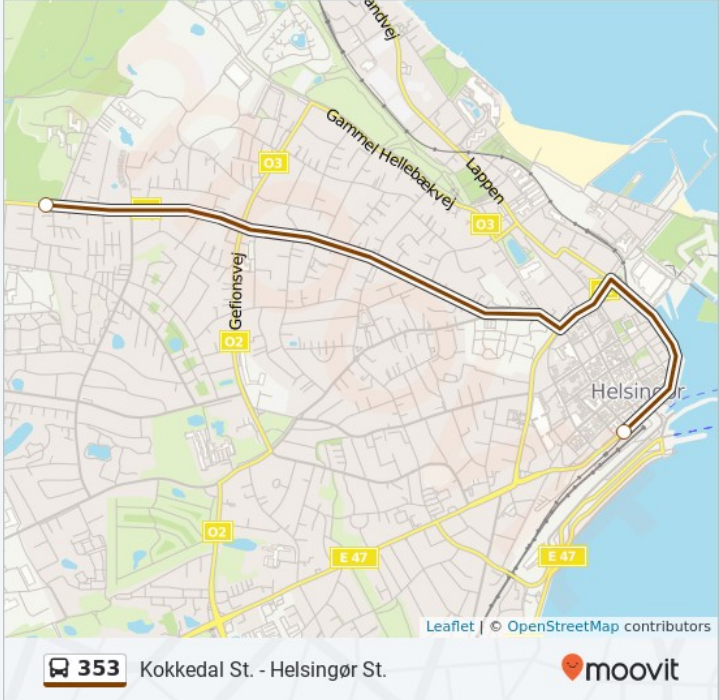 andvej
Gammel Hellebækvej
Lappen
O3
O3
Gefionsvej
O2
Helsingør
O2
E 47
E 47
Leaflet | © OpenStreetMap contributors
353 Kokkedal St. - Helsingør St.
moovit